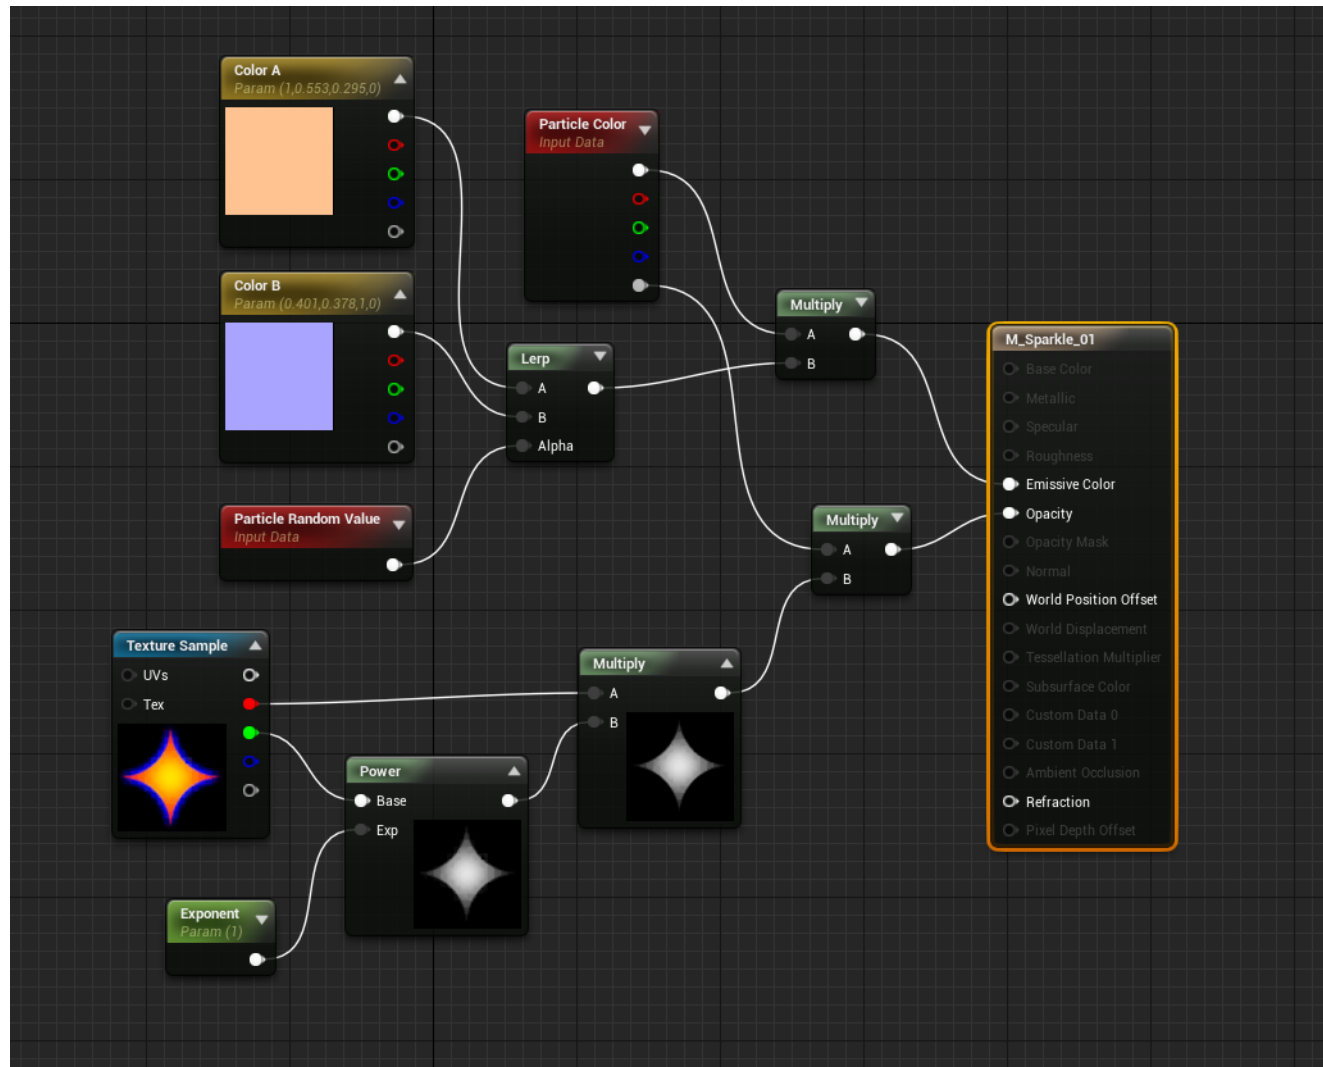 Color A
Param (1,0.553,0.295,0)
Color B
Param (0.401,0.378,1,0)
Particle Random Value
Input Data
Particle Color
Input Data
Lerp
A
B
Alpha
Multiply
A
B
Multiply
A
B
Texture Sample
UVs
Tex
Exponent
Param (1)
Power
Base
Exp
Multiply
A
B
M_Sparkle_01
Base Color
Metallic
Specular
Roughness
Emissive Color
Opacity
Opacity Mask
Normal
World Position Offset
World Displacement
Tessellation Multiplier
Subsurface Color
Custom Data 0
Custom Data 1
Ambient Occlusion
Refraction
Pixel Depth Offset